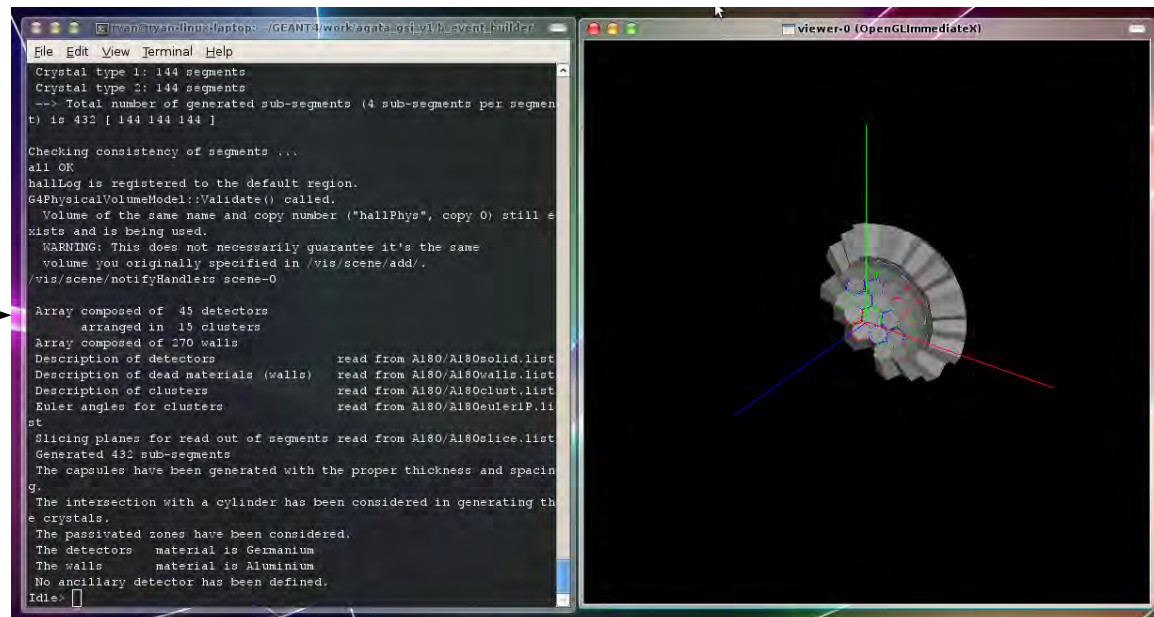 ryan@ryan-linux-laptop: ~/GEANT4/work/agata_gsi_v1/b_event_builder
File Edit View Terminal Help
Crystal type 1: 144 segments
Crystal type 2: 144 segments
--> Total number of generated sub-segments (4 sub-segments per segmen
t) is 432 [ 144 144 144 ]
Checking consistency of segments ...
all OK
hallLog is registered to the default region.
G4PhysicalVolumeModel::Validate() called.
Volume of the same name and copy number ("hallPhys", copy 0) still e
xists and is being used.
WARNING: This does not necessarily guarantee it's the same
volume you originally specified in /vis/scene/add/.
/vis/scene/notifyHandlers scene-0
Array composed of 45 detectors
arranged in 15 clusters
Array composed of 270 walls
Description of detectors read from A180/A180solid.list
Description of dead materials (walls) read from A180/A180walls.list
Description of clusters read from A180/A180clust.list
Euler angles for clusters read from A180/A180euler1P.li
st
Slicing planes for read out of segments read from A180/A180slice.list
Generated 432 sub-segments
The capsules have been generated with the proper thickness and spacin
g.
The intersection with a cylinder has been considered in generating th
e crystals.
The passivated zones have been considered.
The detectors material is Germanium
The walls material is Aluminium
No ancillary detector has been defined.
Idle>
viewer-0 (OpenGLImmediateX)